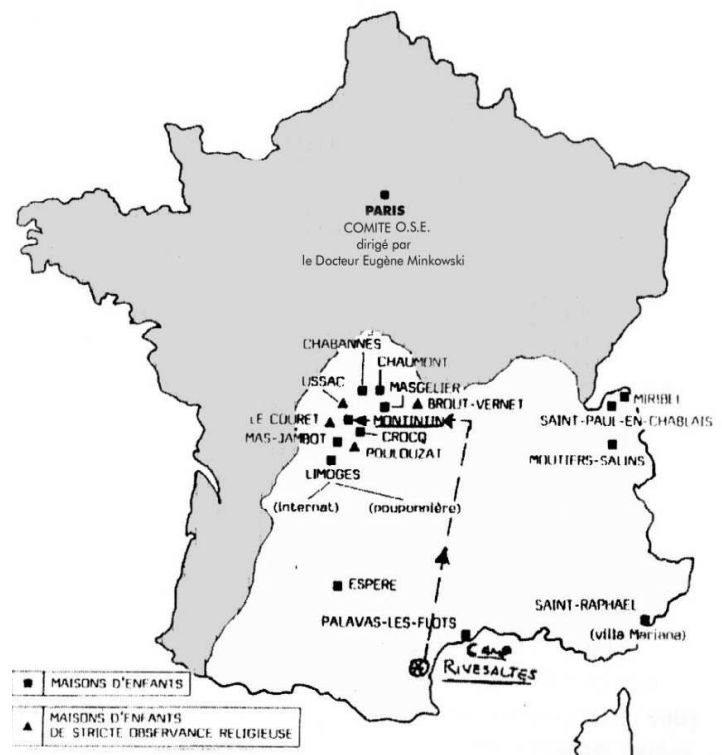 PARIS
COMITE O.S.E.
dirigé par
le Docteur Eugène Minkowski
CHABANNES
CHAUMONT
USSAC
MASGELIER
BROUT-VERNET
MIRIBEL
LE COURET
MONTINTIN
SAINT-PAUL-EN-CHABLAIS
MAS-JAMBOT
CROCQ
POULOUZAT
MOUTIERS-SALINS
LIMOGES
(internat)
(pouponnière)
ESPERE
SAINT-RAPHAEL
PALAVAS-LES-FLOTS
(villa Mariana)
Camp
RIVESALTES
MAISONS D'ENFANTS
MAISONS D'ENFANTS
DE STRICTE OBSERVANCE RELIGIEUSE